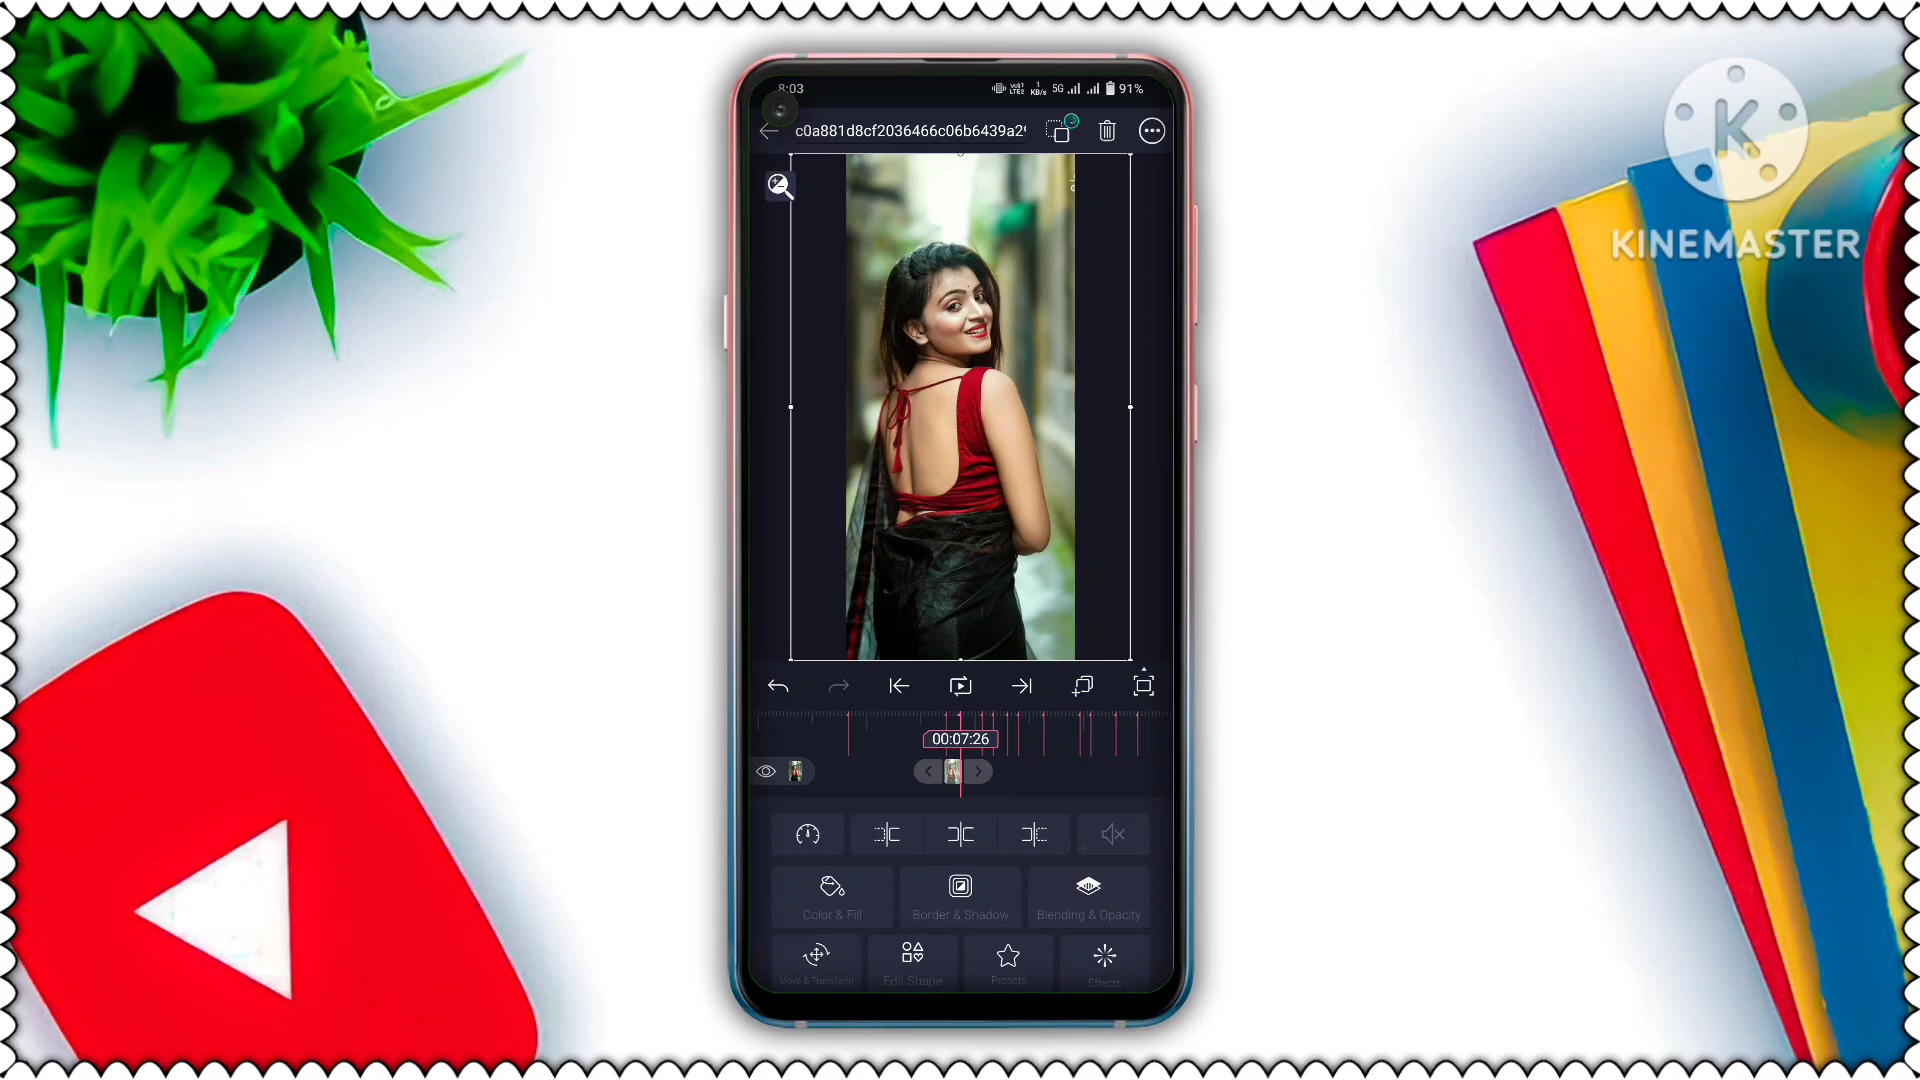 8:03
5G 91%
c0a881d8cf2036466c06b6439a2
KINEMASTER
00:07:26
Color & Fill
Border & Shadow
Blending & Opacity
Move & Transform
Edit Shape
Presets
Effects